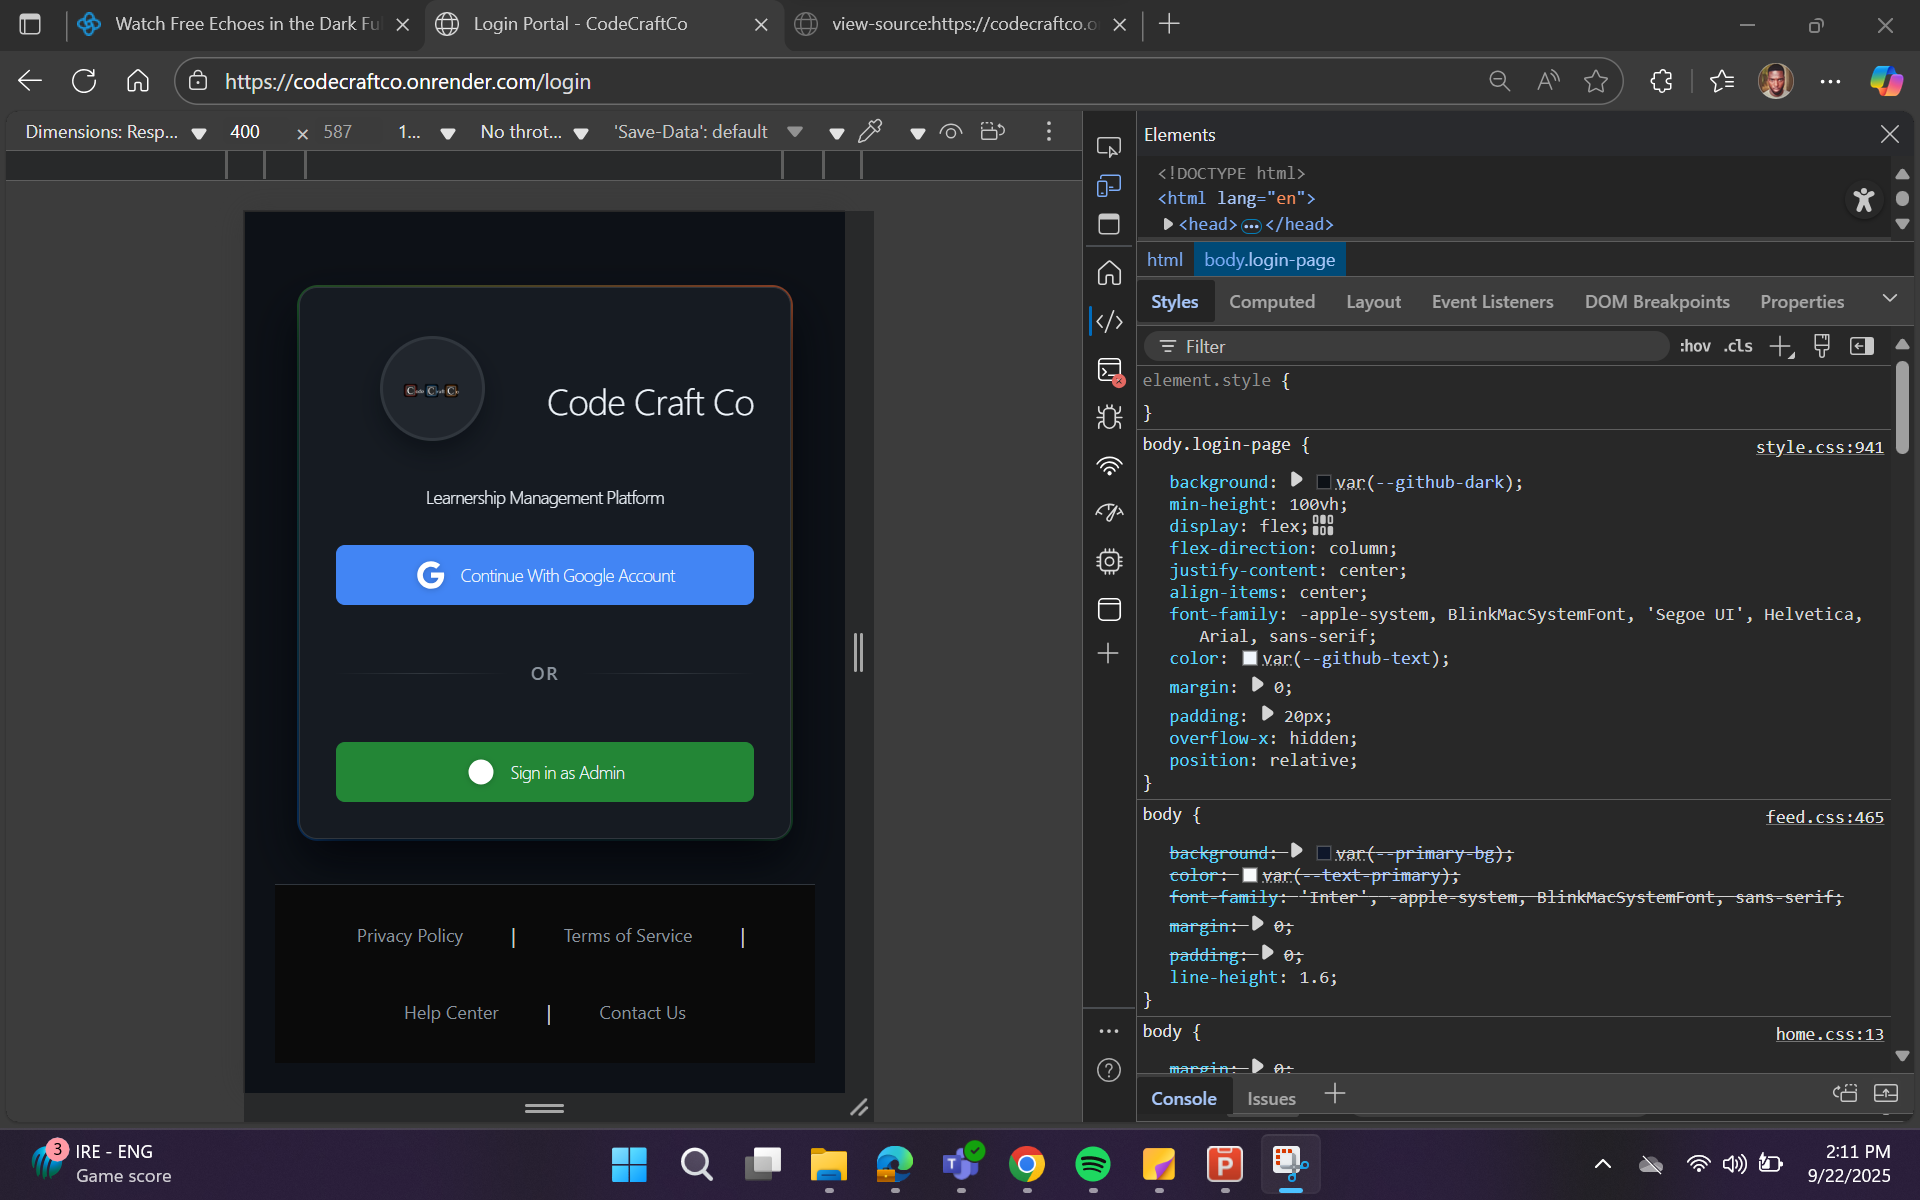 Watch Free Echoes in the Dark Ful
Login Portal - CodeCraftCo
view-source:https://codecraftco.o
https://codecraftco.onrender.com/login
Dimensions: Resp... 400 × 587 1... No throt... 'Save-Data': default
Code Craft Co
Learnership Management Platform
G Continue With Google Account
OR
Sign in as Admin
Privacy Policy | Terms of Service |
Help Center | Contact Us
Elements
<!DOCTYPE html>
<html lang="en">
<head>…</head>
html body.login-page
Styles Computed Layout Event Listeners DOM Breakpoints Properties
Filter :hov .cls
element.style {
}
body.login-page { style.css:941
background: var(--github-dark);
min-height: 100vh;
display: flex;
flex-direction: column;
justify-content: center;
align-items: center;
font-family: -apple-system, BlinkMacSystemFont, 'Segoe UI', Helvetica,
Arial, sans-serif;
color: var(--github-text);
margin: 0;
padding: 20px;
overflow-x: hidden;
position: relative;
}
body { feed.css:465
background: var(--primary-bg);
color: var(--text-primary);
font-family: 'Inter', -apple-system, BlinkMacSystemFont, sans-serif;
margin: 0;
padding: 0;
line-height: 1.6;
}
body { home.css:13
margin: 0;
Console Issues
3 IRE - ENG
Game score
2:11 PM
9/22/2025